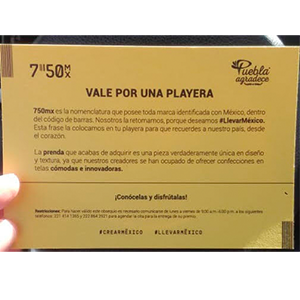 7"50MX
Puebla
agradece
VALE POR UNA PLAYERA
750mx es la nomenclatura que posee toda marca identificada con México, dentro
del código de barras. Nosotros la retomamos, porque deseamos #LlevarMéxico.
Esta frase la colocamos en tu playera para que recuerdes a nuestro país, desde
el corazón.
La prenda que acabas de adquirir es una pieza verdaderamente única en diseño
y textura, ya que nuestros creadores se han ocupado de ofrecer confecciones en
telas cómodas e innovadoras.
¡Conócelas y disfrútalas!
#CREARMÉXICO #LLEVARMÉXICO